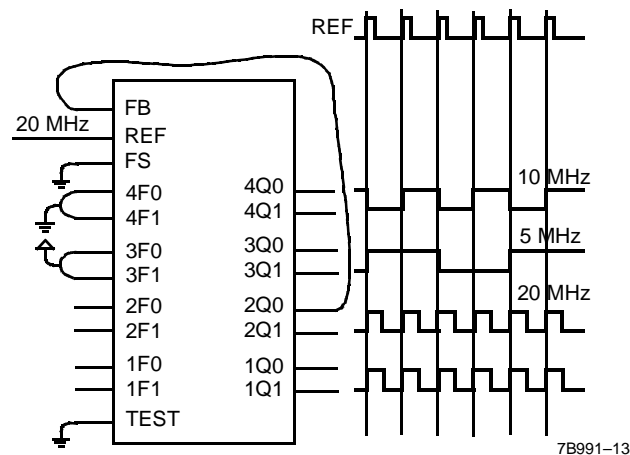 REF
FB
20 MHz
REF
FS
4F0 4Q0 10 MHz
4F1 4Q1
3F0 3Q0 5 MHz
3F1 3Q1
2F0 2Q0 20 MHz
2F1 2Q1
1F0 1Q0
1F1 1Q1
TEST
7B991–13